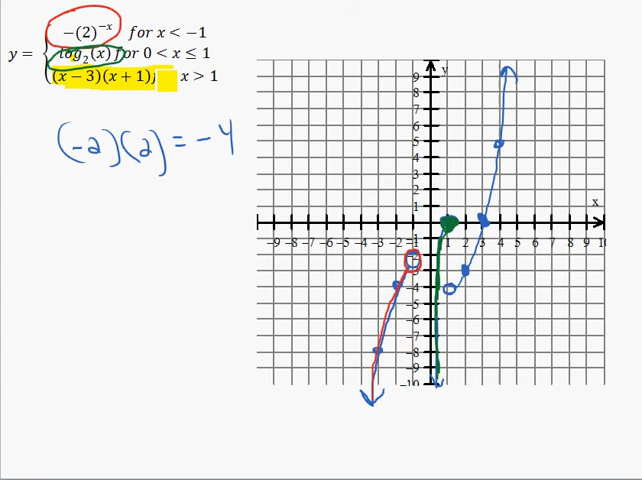 −(2)⁻ˣ for x < −1
y = { log₂(x) for 0 < x ≤ 1
(x − 3)(x + 1), x > 1
(-2)(2) = -4
y
9
8
7
6
5
4
3
2
1
x
−9 −8 −7 −6 −5 −4 −3 −2 −1 1 2 3 4 5 6 7 8 9 10
−1
−2
−3
−4
−5
−6
−7
−8
−9
−10